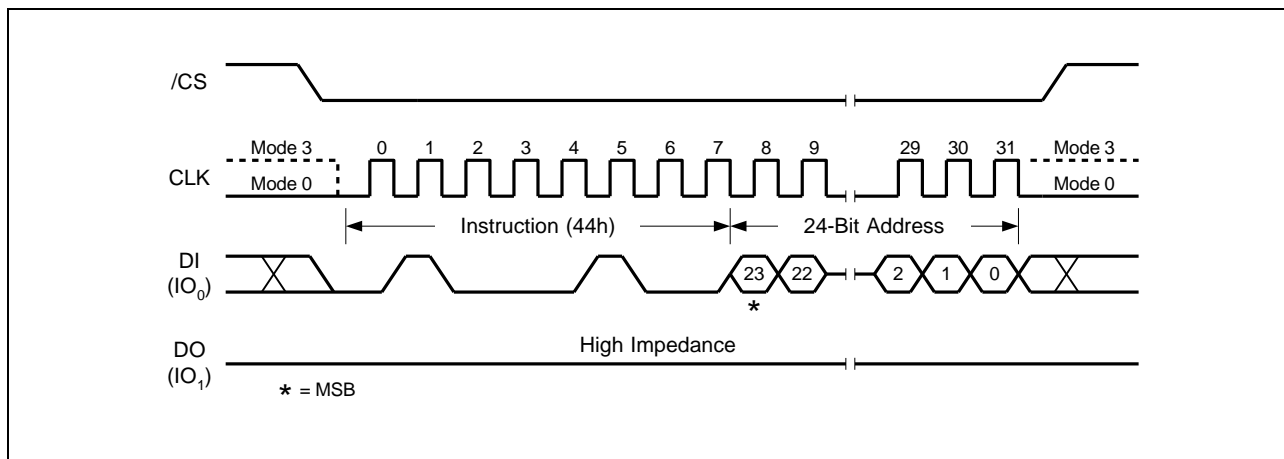 /CS
Mode 3 0 1 2 3 4 5 6 7 8 9 29 30 31 Mode 3
CLK Mode 0 Mode 0
Instruction (44h) 24-Bit Address
DI
(IO₀) 23 22 2 1 0
*
High Impedance
DO
(IO₁)
* = MSB